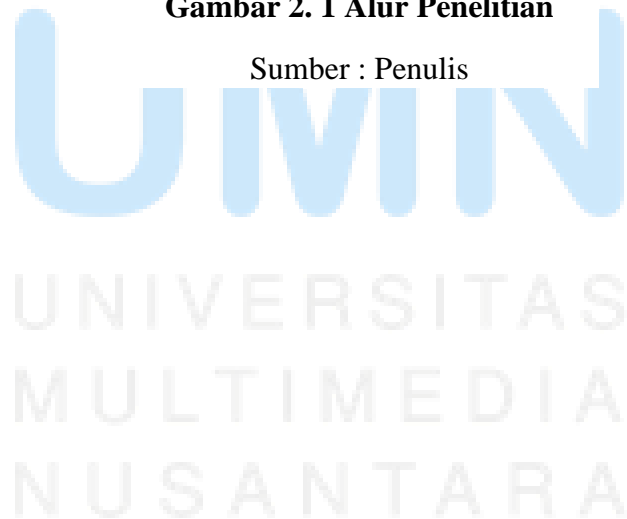 Gambar 2. 1 Alur Penelitian
Sumber : Penulis
UMN
UNIVERSITAS
MULTIMEDIA
NUSANTARA